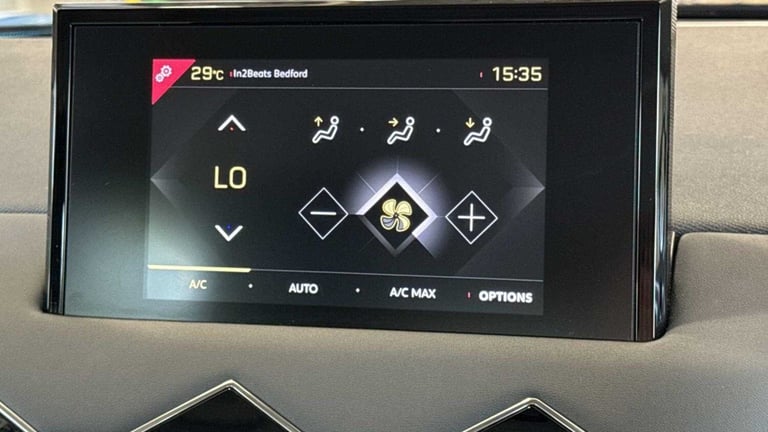 29°C In2Beats Bedford 15:35
LO
A/C AUTO A/C MAX OPTIONS